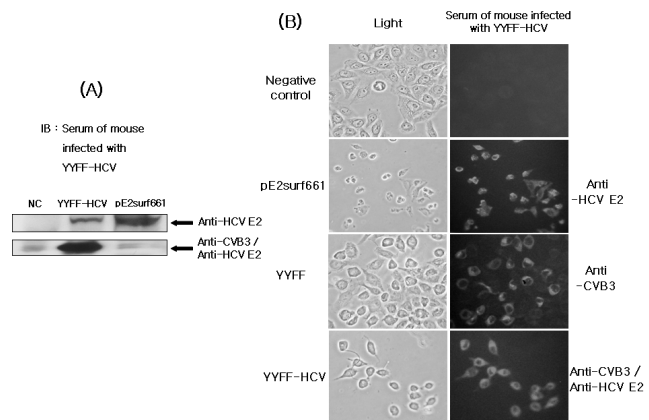 (A)
IB : Serum of mouse
infected with
YYFF-HCV
NC YYFF-HCV pE2surf661
Anti-HCV E2
Anti-CVB3 /
Anti-HCV E2
(B)
Light
Serum of mouse infected
with YYFF-HCV
Negative
control
pE2surf661
Anti
-HCV E2
YYFF
Anti
-CVB3
YYFF-HCV
Anti-CVB3 /
Anti-HCV E2